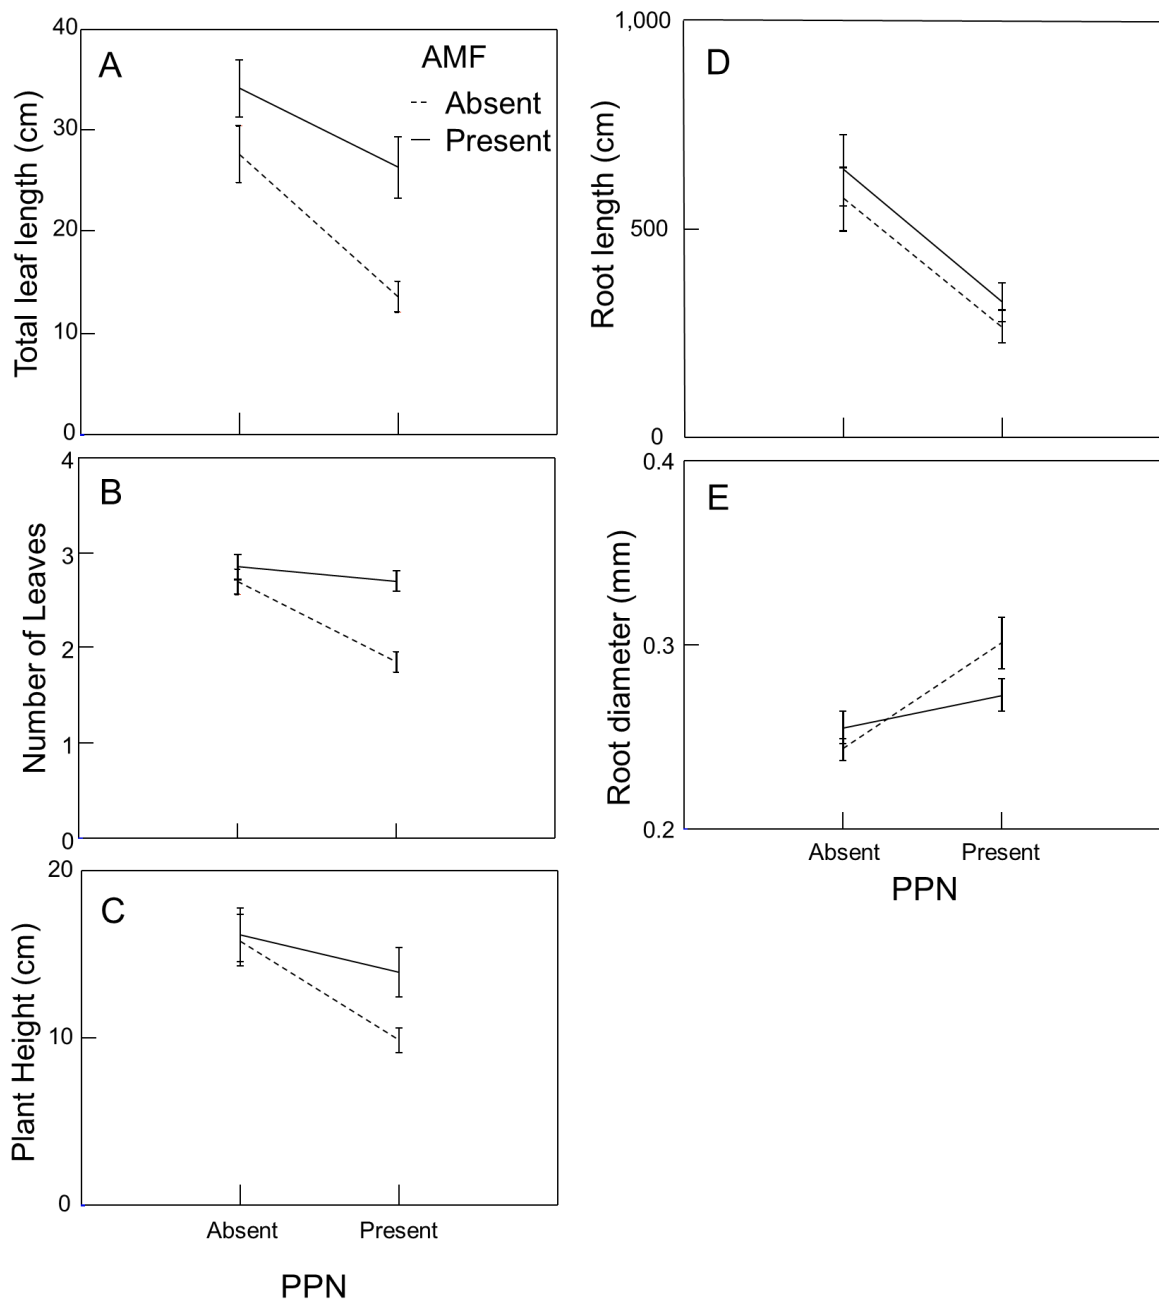 A
AMF
Absent
Present
Total leaf length (cm)
40
30
20
10
0
B
Number of Leaves
4
3
2
1
0
C
Plant Height (cm)
20
10
0
Absent Present
PPN
D
Root length (cm)
1,000
500
0
E
Root diameter (mm)
0.4
0.3
0.2
Absent Present
PPN